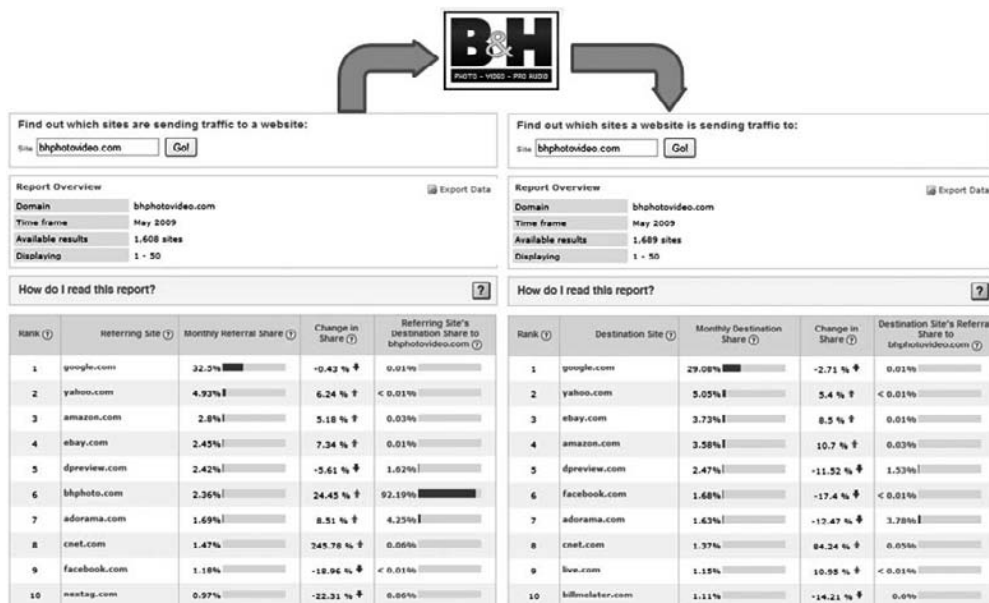 B&H
PHOTO - VIDEO - PRO AUDIO
Find out which sites are sending traffic to a website:
Site bhphotovideo.com Go!
Report Overview Export Data
Domain bhphotovideo.com
Time frame May 2009
Available results 1,608 sites
Displaying 1 - 50
How do I read this report? ?
Rank ? Referring Site ? Monthly Referral Share ? Change in Share ? Referring Site's Destination Share to bhphotovideo.com ?
1 google.com 32.5% -0.43 % 0.01%
2 yahoo.com 4.93% 6.24 % < 0.01%
3 amazon.com 2.8% 5.18 % 0.03%
4 ebay.com 2.45% 7.34 % 0.01%
5 dpreview.com 2.42% -5.61 % 1.62%
6 bhphoto.com 2.36% 24.45 % 92.19%
7 adorama.com 1.69% 8.51 % 4.25%
8 cnet.com 1.47% 245.78 % 0.06%
9 facebook.com 1.18% -18.96 % < 0.01%
10 nextag.com 0.97% -22.31 % 0.06%
Find out which sites a website is sending traffic to:
Site bhphotovideo.com Go!
Report Overview Export Data
Domain bhphotovideo.com
Time frame May 2009
Available results 1,689 sites
Displaying 1 - 50
How do I read this report? ?
Rank ? Destination Site ? Monthly Destination Share ? Change in Share ? Destination Site's Referra Share to bhphotovideo.com ?
1 google.com 29.08% -2.71 % 0.01%
2 yahoo.com 5.05% 5.4 % < 0.01%
3 ebay.com 3.73% 8.5 % 0.01%
4 amazon.com 3.58% 10.7 % 0.03%
5 dpreview.com 2.47% -11.52 % 1.53%
6 facebook.com 1.68% -17.4 % < 0.01%
7 adorama.com 1.63% -12.47 % 3.78%
8 cnet.com 1.37% 84.24 % 0.05%
9 live.com 1.15% 10.95 % < 0.01%
10 billmelater.com 1.11% -14.21 % 0.0%